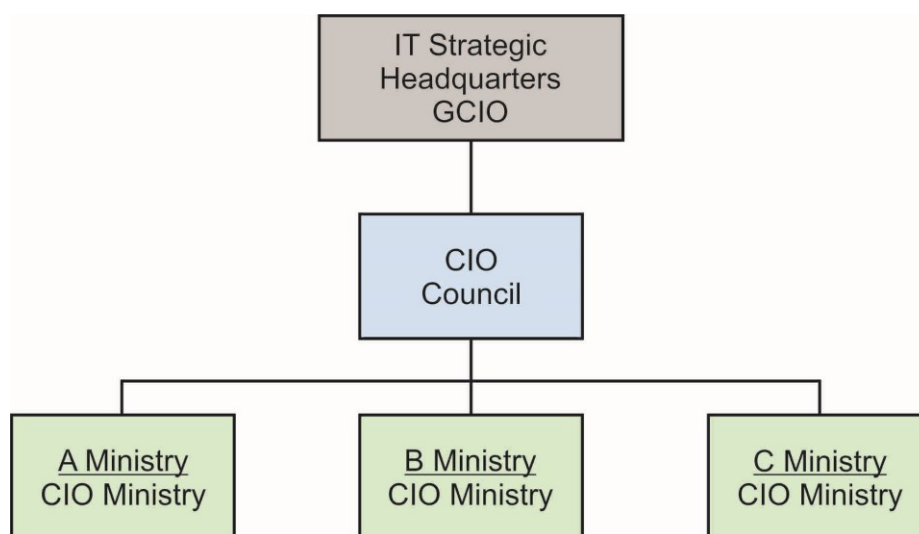 IT Strategic
Headquarters
GCIO
CIO
Council
A Ministry
CIO Ministry
B Ministry
CIO Ministry
C Ministry
CIO Ministry